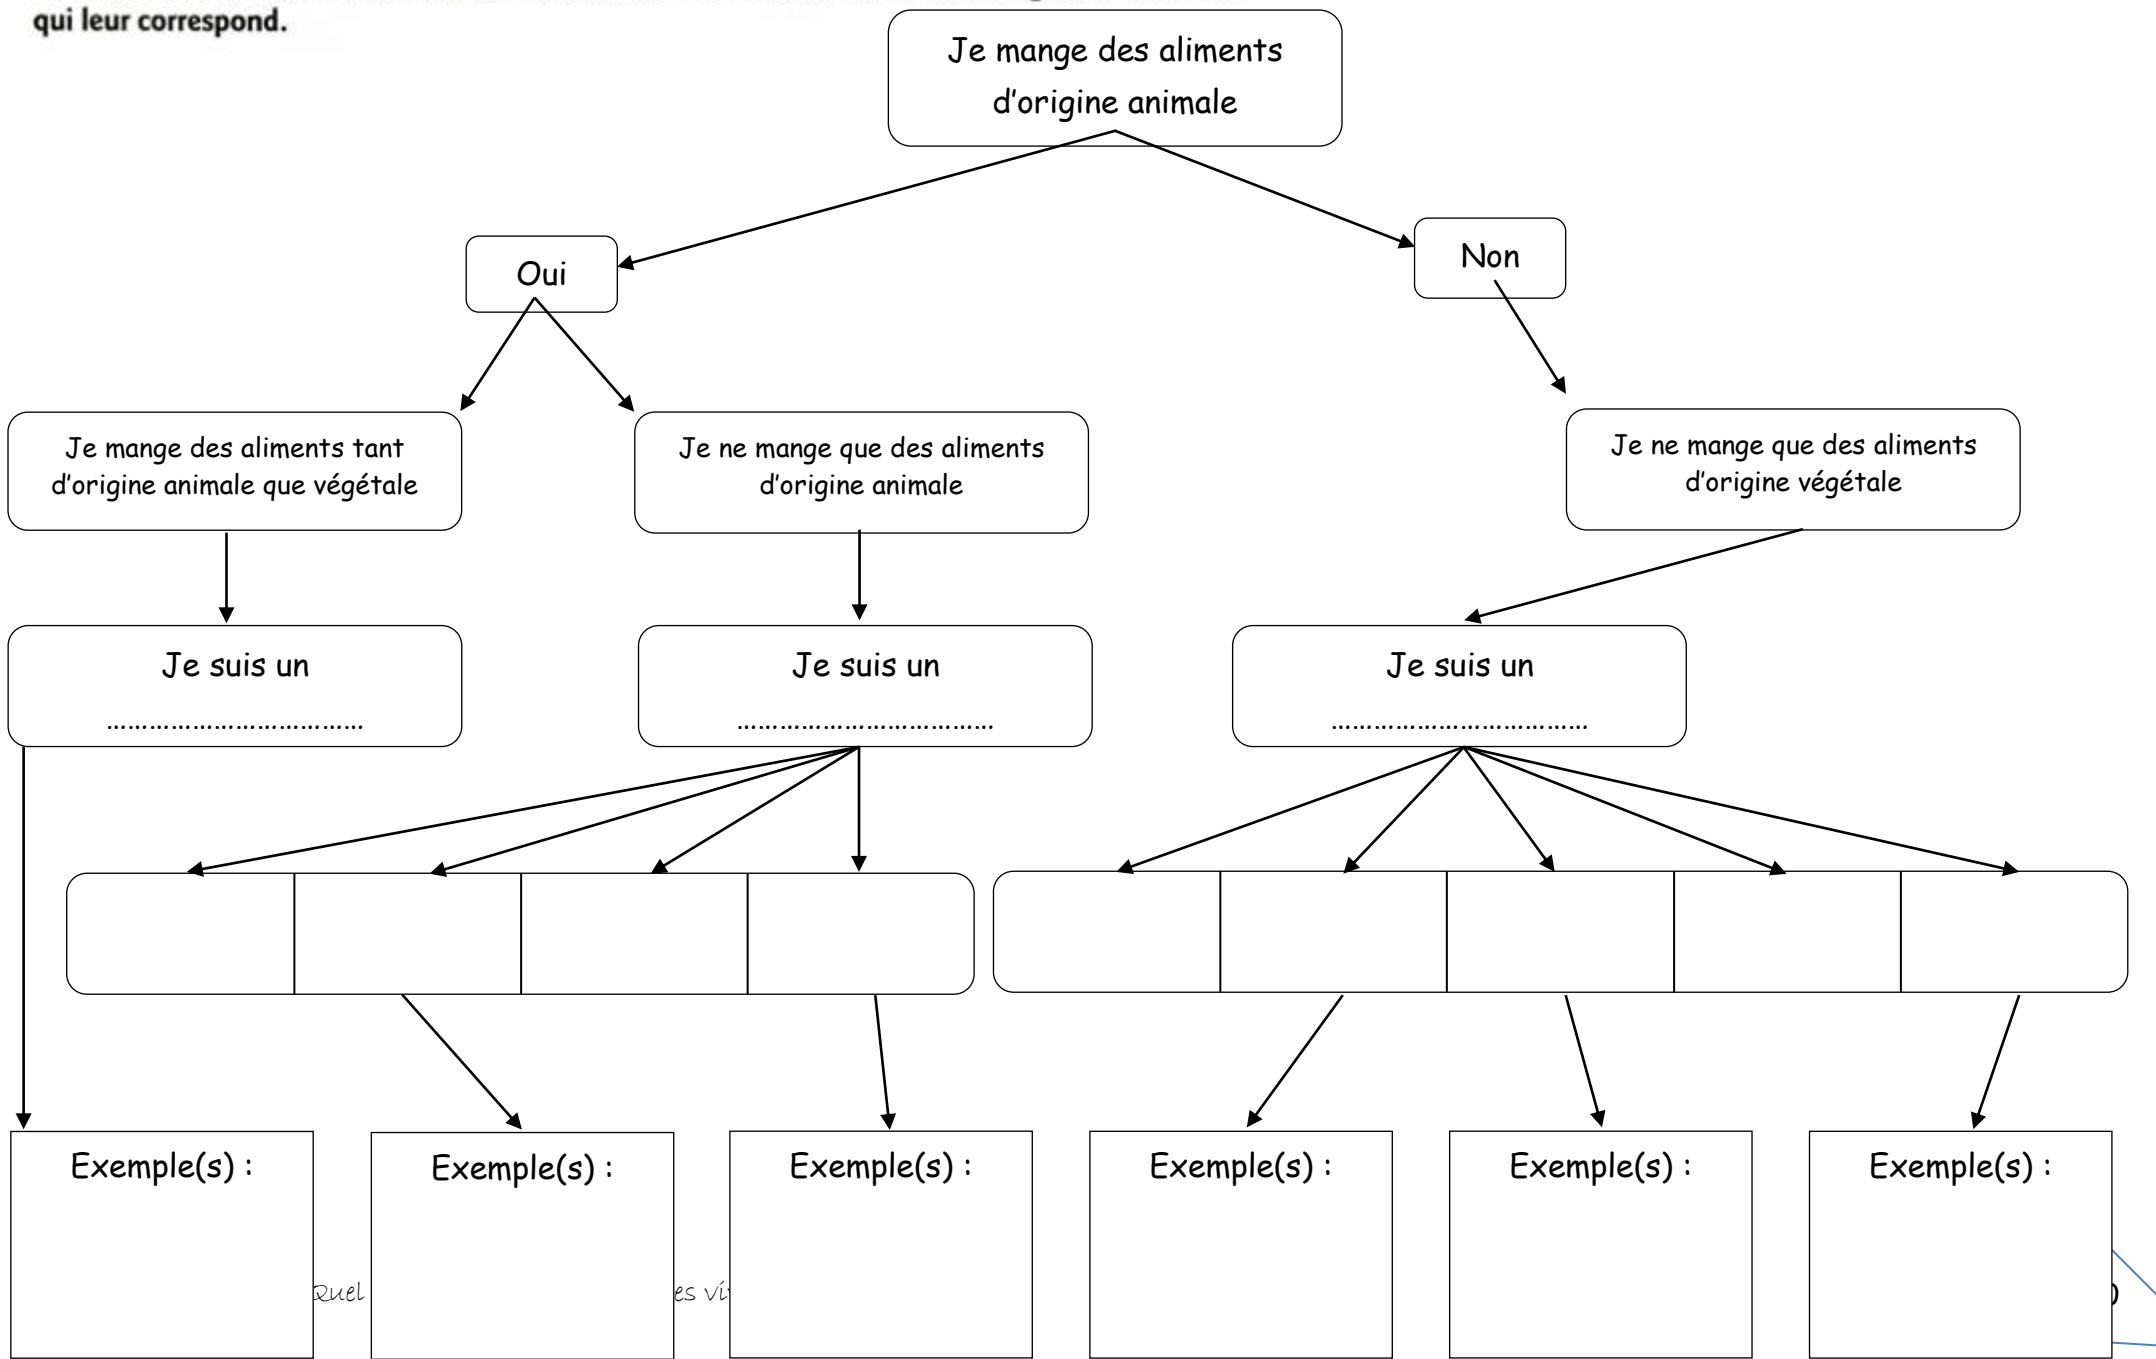 qui leur correspond.
Je mange des aliments
d'origine animale
Oui
Non
Je mange des aliments tant
d'origine animale que végétale
Je ne mange que des aliments
d'origine animale
Je ne mange que des aliments
d'origine végétale
Je suis un
....................................
Je suis un
....................................
Je suis un
....................................
Exemple(s) :
Exemple(s) :
Exemple(s) :
Exemple(s) :
Exemple(s) :
Exemple(s) :
Quel